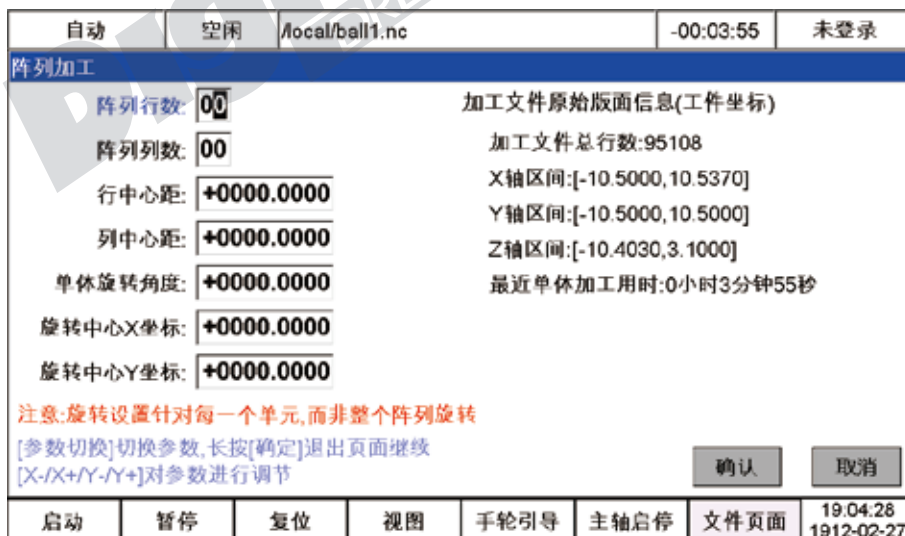 自动 空闲 /local/ball1.nc -00:03:55 未登录
阵列加工
阵列行数: 00
阵列列数: 00
行中心距: +0000.0000
列中心距: +0000.0000
单体旋转角度: +0000.0000
旋转中心X坐标: +0000.0000
旋转中心Y坐标: +0000.0000
加工文件原始版面信息(工件坐标)
加工文件总行数:95108
X轴区间:[-10.5000,10.5370]
Y轴区间:[-10.5000,10.5000]
Z轴区间:[-10.4030,3.1000]
最近单体加工用时:0小时3分钟55秒
注意:旋转设置针对每一个单元,而非整个阵列旋转
[参数切换]切换参数,长按[确定]退出页面继续
[X-/X+/Y-/Y+]对参数进行调节
确认 取消
启动 暂停 复位 视图 手轮引导 主轴启停 文件页面 19:04:28
1912-02-27